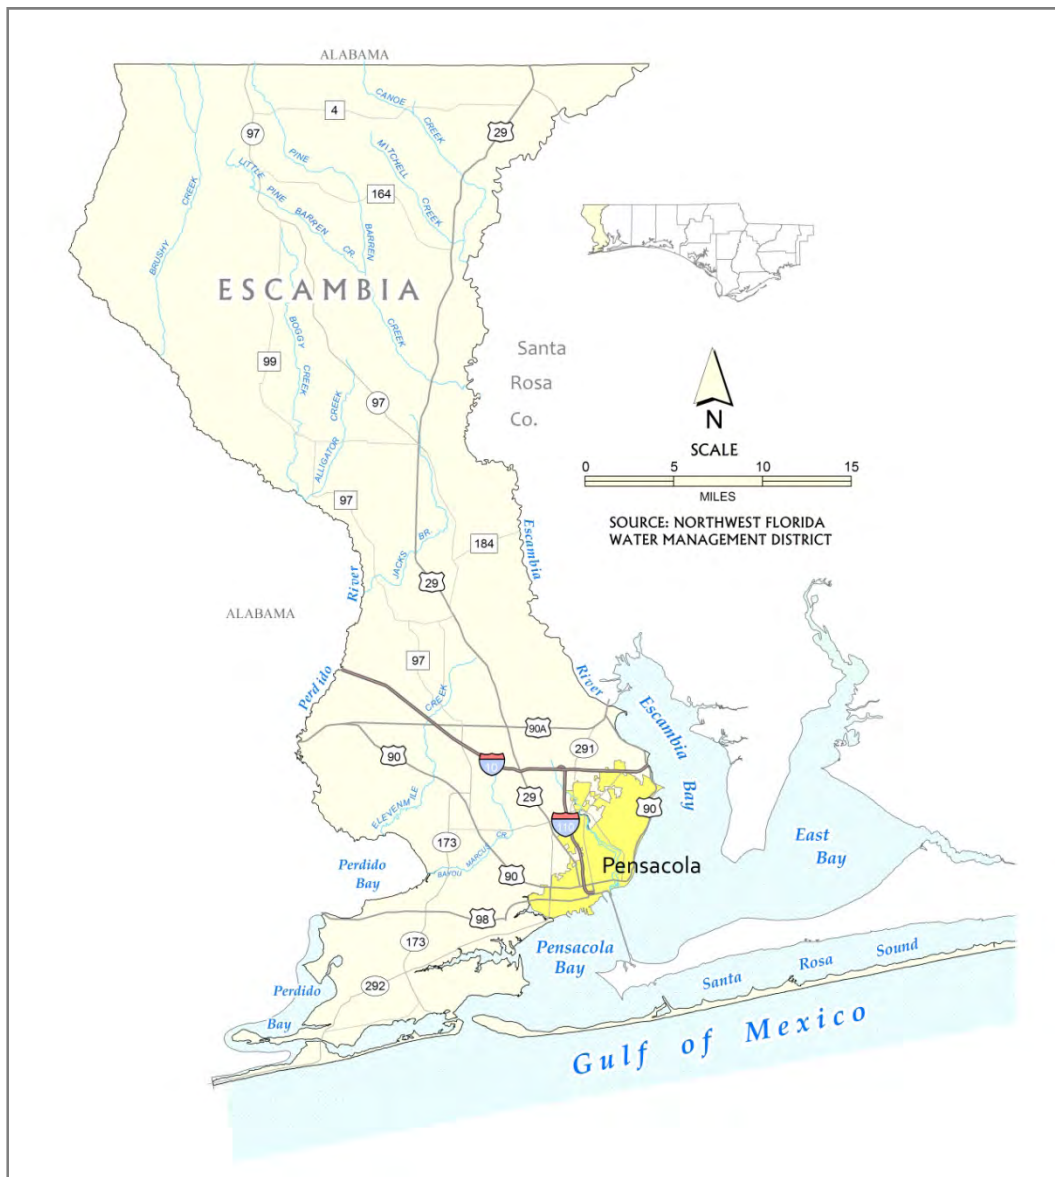 ALABAMA
CANOE
CREEK
4
97
29
MITCHELL
CREEK
PINE
BARREN
CREEK
LITTLE
PINE
BARREN
CR.
164
BRUSHY
CREEK
ESCAMBIA
BOGGY
CREEK
99
97
ALLIGATOR
CREEK
97
Santa
Rosa
Co.
N
SCALE
0
5
10
15
MILES
SOURCE: NORTHWEST FLORIDA
WATER MANAGEMENT DISTRICT
JACKS
BR.
184
29
Escambia
River
ALABAMA
Perdido
River
97
CREEK
ELEVENMILE
90A
291
90
10
29
110
90
Escambia
Bay
East
Bay
173
BAYOU
MARCUS
CR.
90
Pensacola
Perdido
Bay
98
173
Pensacola
Bay
292
Perdido
Bay
Santa Rosa Sound
Gulf of Mexico